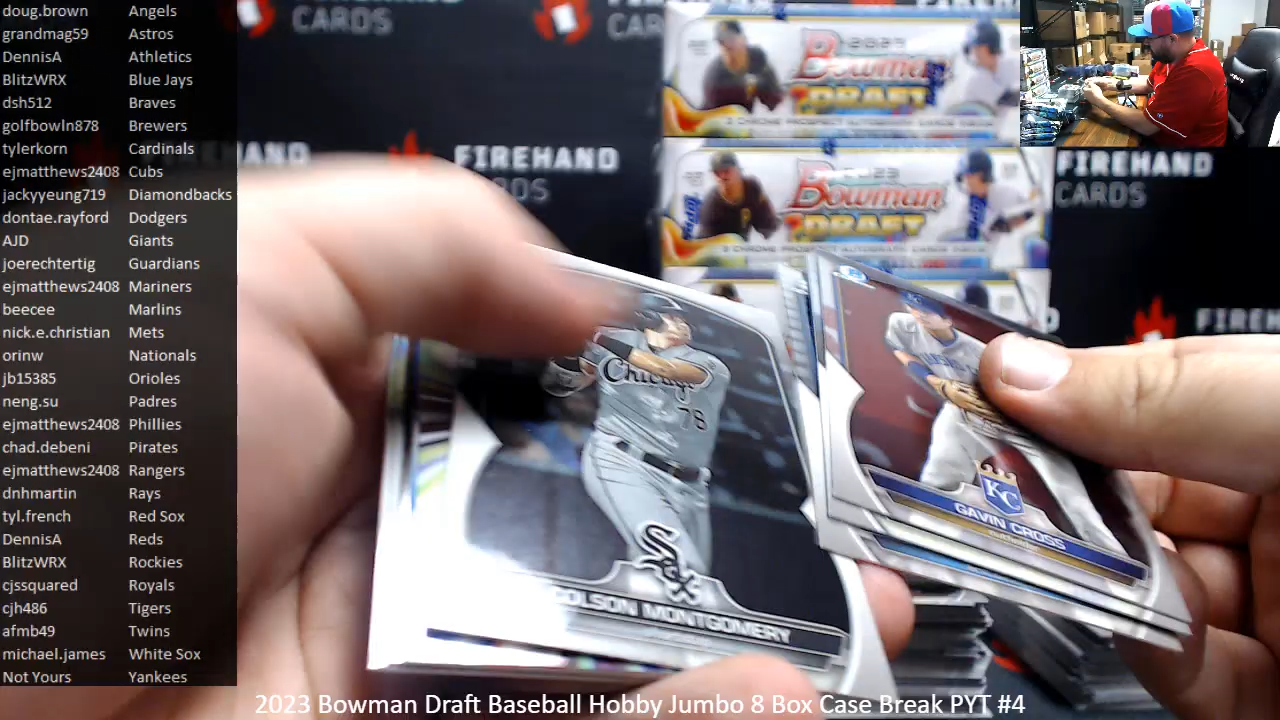 doug.brown Angels
grandmag59 Astros
DennisA Athletics
BlitzWRX Blue Jays
dsh512 Braves
golfbowln878 Brewers
tylerkorn Cardinals
ejmatthews2408 Cubs
jackyyeung719 Diamondbacks
dontae.rayford Dodgers
AJD Giants
joerechtertig Guardians
ejmatthews2408 Mariners
beecee Marlins
nick.e.christian Mets
orinw Nationals
jb15385 Orioles
neng.su Padres
ejmatthews2408 Phillies
chad.debeni Pirates
ejmatthews2408 Rangers
dnhmartin Rays
tyl.french Red Sox
DennisA Reds
BlitzWRX Rockies
cjssquared Royals
cjh486 Tigers
afmb49 Twins
michael.james White Sox
Not Yours Yankees
CARDS
Bowman
DRAFT
FIREHAND
CARDS
2023
Bowman
DRAFT
CARDS
FIREHAND
Chicago
78
Sox
COLSON MONTGOMERY
KC
GAVIN CROSS
2023 Bowman Draft Baseball Hobby Jumbo 8 Box Case Break PYT #4